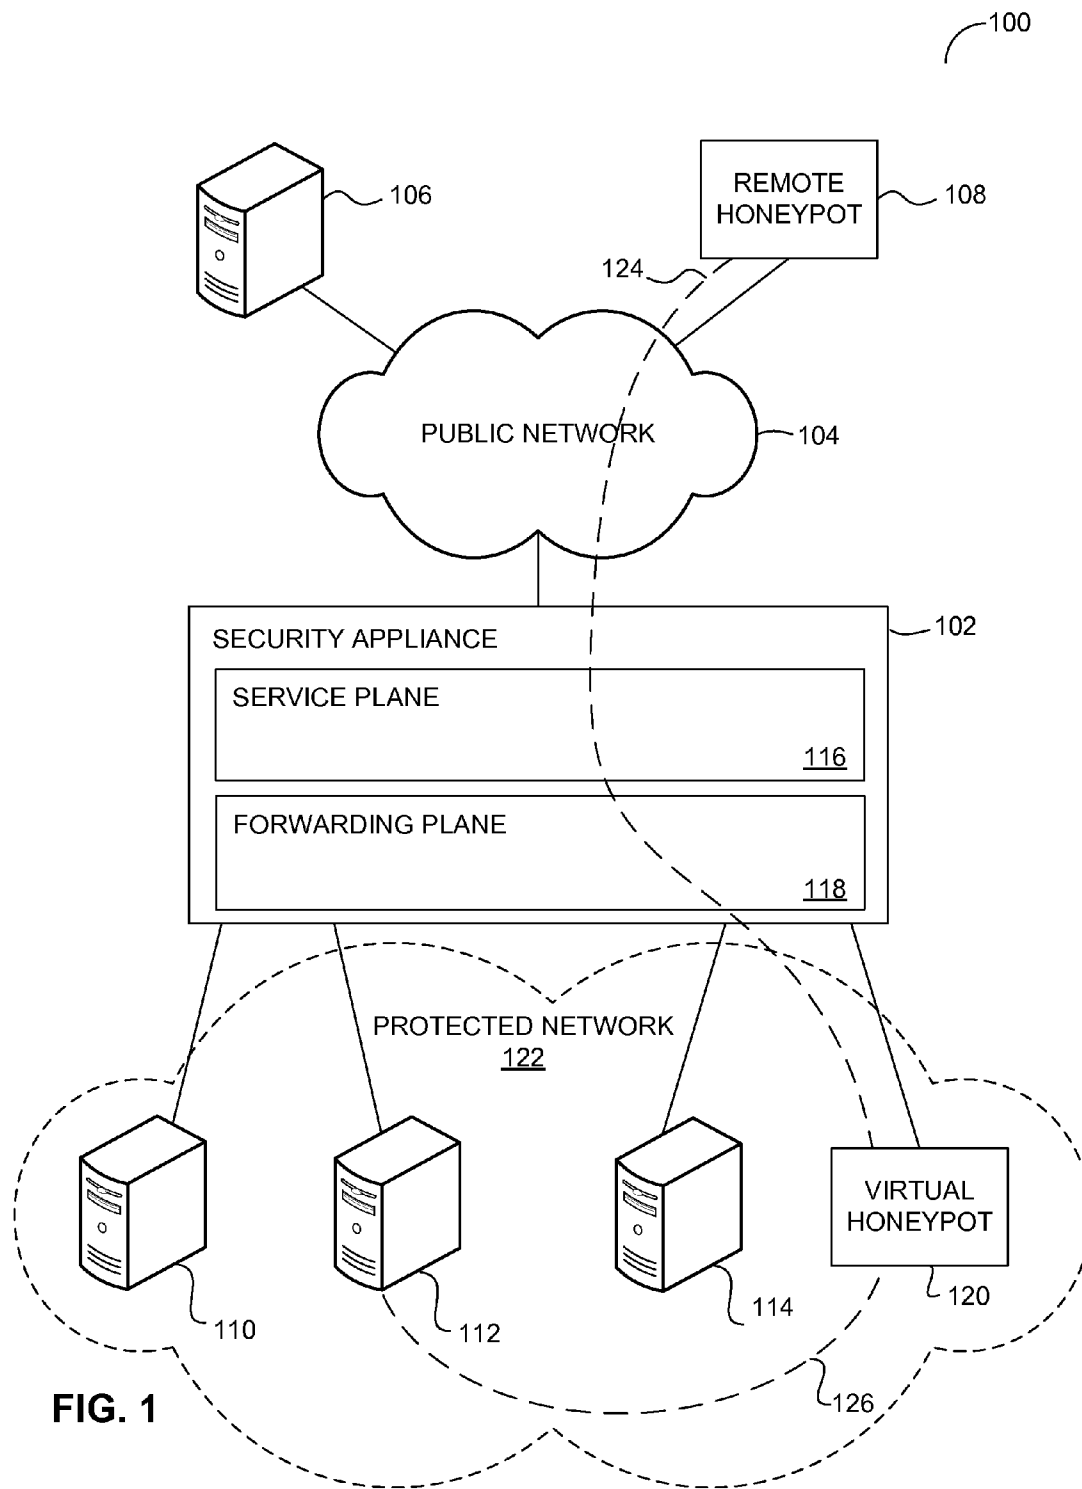 100
106
REMOTE
HONEYPOT
108
124
PUBLIC NETWORK
104
SECURITY APPLIANCE
102
SERVICE PLANE
116
FORWARDING PLANE
118
PROTECTED NETWORK
122
VIRTUAL
HONEYPOT
110
112
114
120
126
FIG. 1